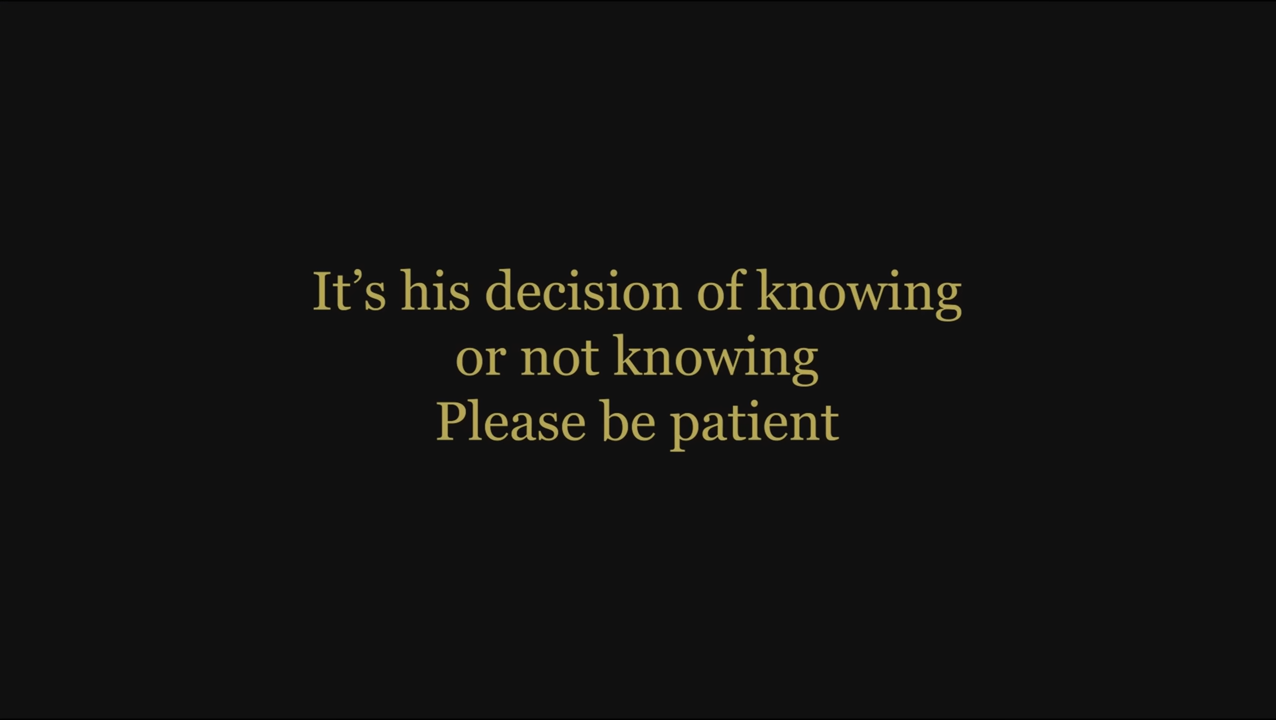 It’s his decision of knowing
or not knowing
Please be patient